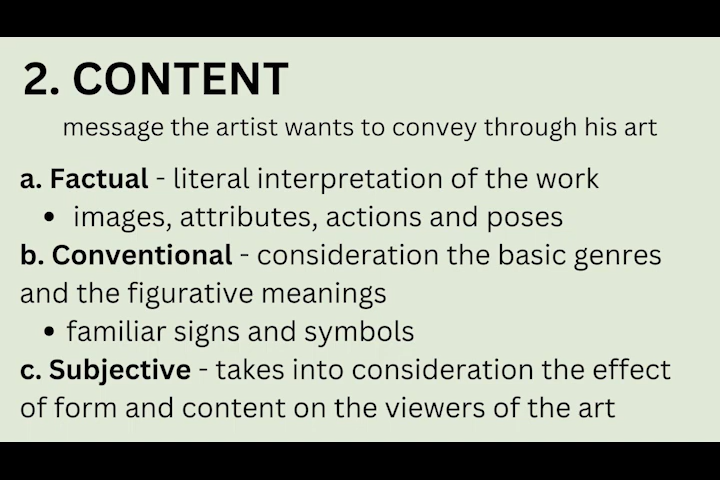 2. CONTENT
message the artist wants to convey through his art
a. Factual - literal interpretation of the work
• images, attributes, actions and poses
b. Conventional - consideration the basic genres
and the figurative meanings
• familiar signs and symbols
c. Subjective - takes into consideration the effect
of form and content on the viewers of the art